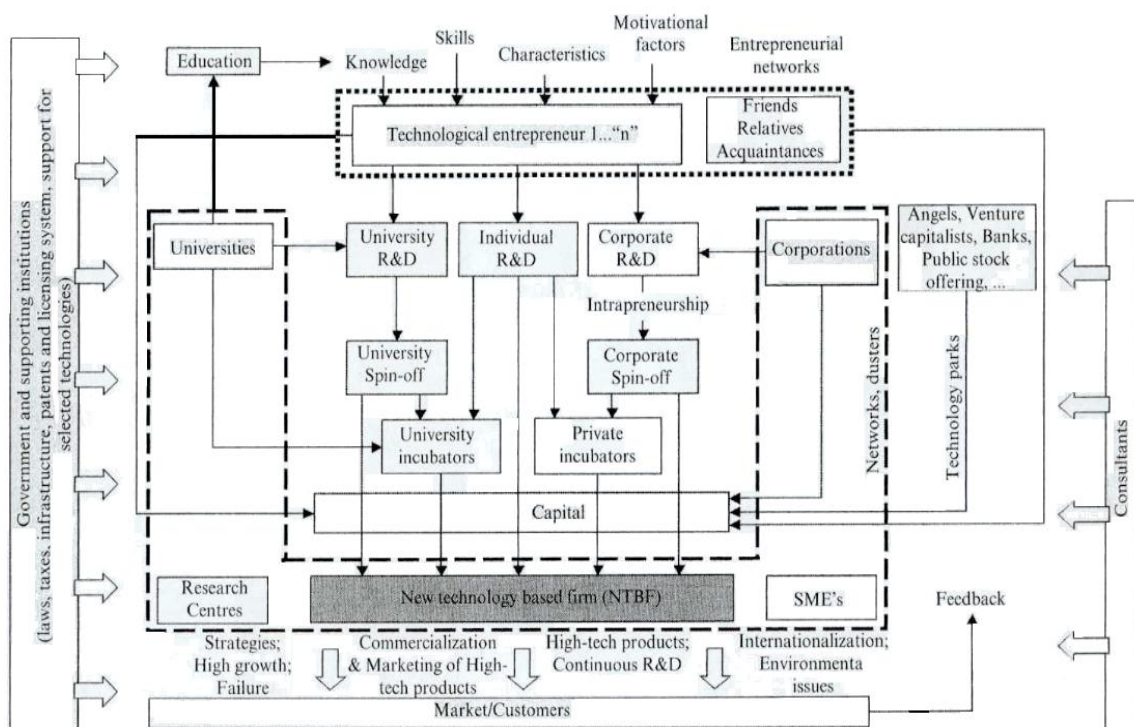 Motivational
factors
Skills
Characteristics
Knowledge
Education
Entrepreneurial
networks
Friends
Relatives
Acquaintances
Technological entrepreneur 1...“n”
Government and supporting institutions
(laws, taxes, infrastructure, patents and licensing system, support for
selected technologies)
Universities
University
R&D
Individual
R&D
Corporate
R&D
Corporations
Angels, Venture
capitalists, Banks,
Public stock
offering, ...
Intrapreneurship
University
Spin-off
Corporate
Spin-off
University
incubators
Private
incubators
Networks, dusters
Technology parks
Consultants
Capital
Research
Centres
New technology based firm (NTBF)
SME's
Feedback
Strategies;
High growth;
Failure
Commercialization
& Marketing of High-
tech products
High-tech products;
Continuous R&D
Internationalization;
Environmenta
issues
Market/Customers